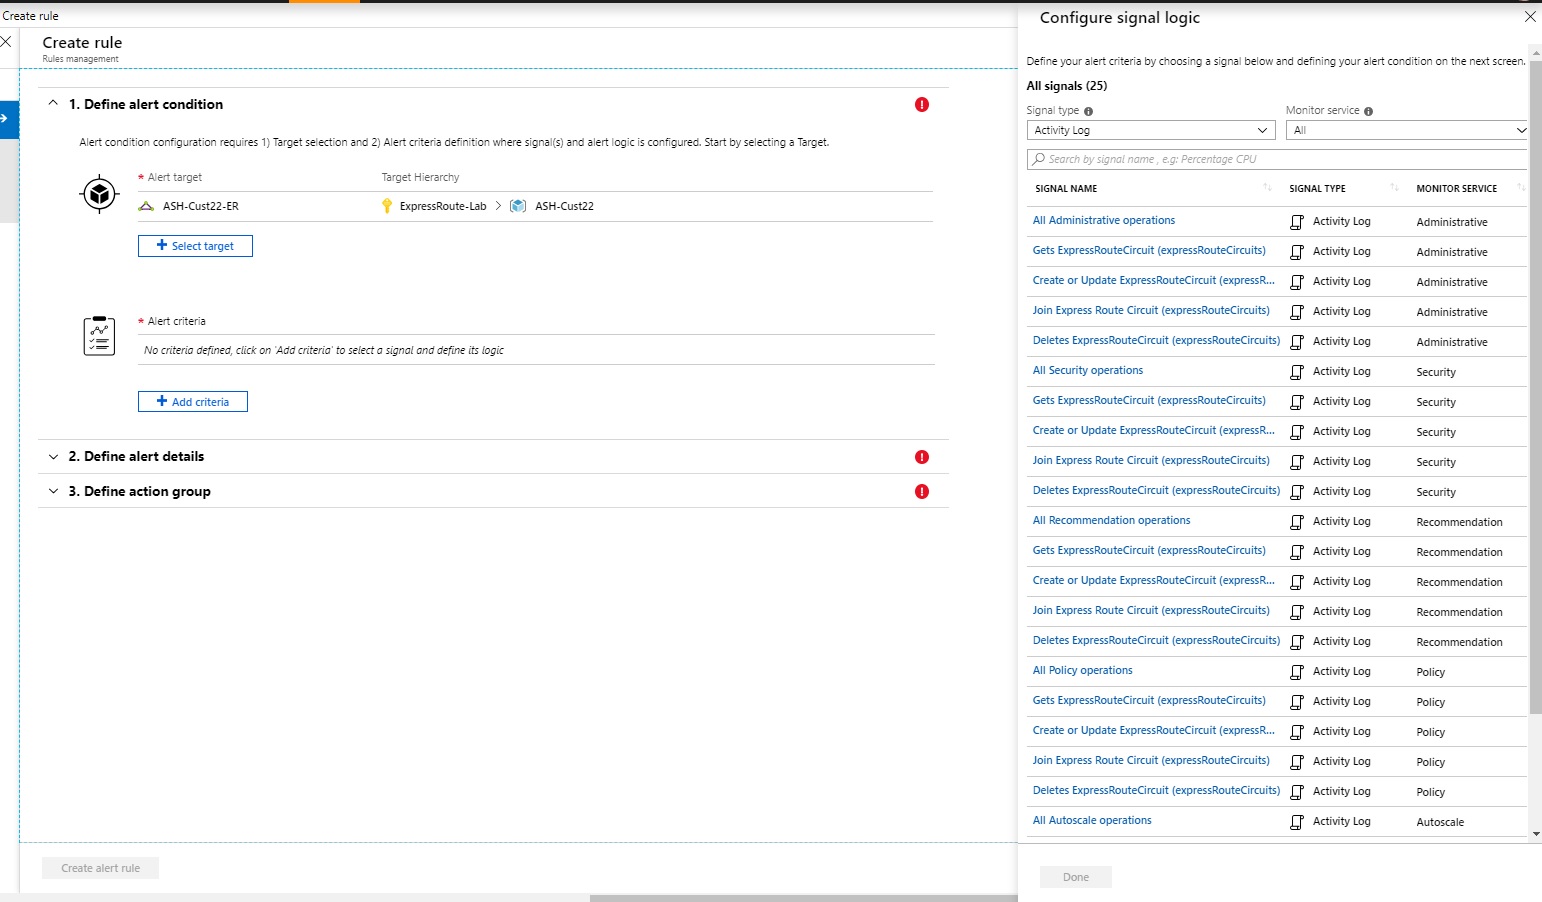 Create rule
Create rule
Rules management
1. Define alert condition
Alert condition configuration requires 1) Target selection and 2) Alert criteria definition where signal(s) and alert logic is configured. Start by selecting a Target.
* Alert target Target Hierarchy
ASH-Cust22-ER ExpressRoute-Lab > ASH-Cust22
+ Select target
* Alert criteria
No criteria defined, click on 'Add criteria' to select a signal and define its logic
+ Add criteria
2. Define alert details
3. Define action group
Create alert rule
Configure signal logic
Define your alert criteria by choosing a signal below and defining your alert condition on the next screen.
All signals (25)
Signal type Monitor service
Activity Log All
Search by signal name , e.g: Percentage CPU
SIGNAL NAME SIGNAL TYPE MONITOR SERVICE
All Administrative operations Activity Log Administrative
Gets ExpressRouteCircuit (expressRouteCircuits) Activity Log Administrative
Create or Update ExpressRouteCircuit (expressR... Activity Log Administrative
Join Express Route Circuit (expressRouteCircuits) Activity Log Administrative
Deletes ExpressRouteCircuit (expressRouteCircuits) Activity Log Administrative
All Security operations Activity Log Security
Gets ExpressRouteCircuit (expressRouteCircuits) Activity Log Security
Create or Update ExpressRouteCircuit (expressR... Activity Log Security
Join Express Route Circuit (expressRouteCircuits) Activity Log Security
Deletes ExpressRouteCircuit (expressRouteCircuits) Activity Log Security
All Recommendation operations Activity Log Recommendation
Gets ExpressRouteCircuit (expressRouteCircuits) Activity Log Recommendation
Create or Update ExpressRouteCircuit (expressR... Activity Log Recommendation
Join Express Route Circuit (expressRouteCircuits) Activity Log Recommendation
Deletes ExpressRouteCircuit (expressRouteCircuits) Activity Log Recommendation
All Policy operations Activity Log Policy
Gets ExpressRouteCircuit (expressRouteCircuits) Activity Log Policy
Create or Update ExpressRouteCircuit (expressR... Activity Log Policy
Join Express Route Circuit (expressRouteCircuits) Activity Log Policy
Deletes ExpressRouteCircuit (expressRouteCircuits) Activity Log Policy
All Autoscale operations Activity Log Autoscale
Done